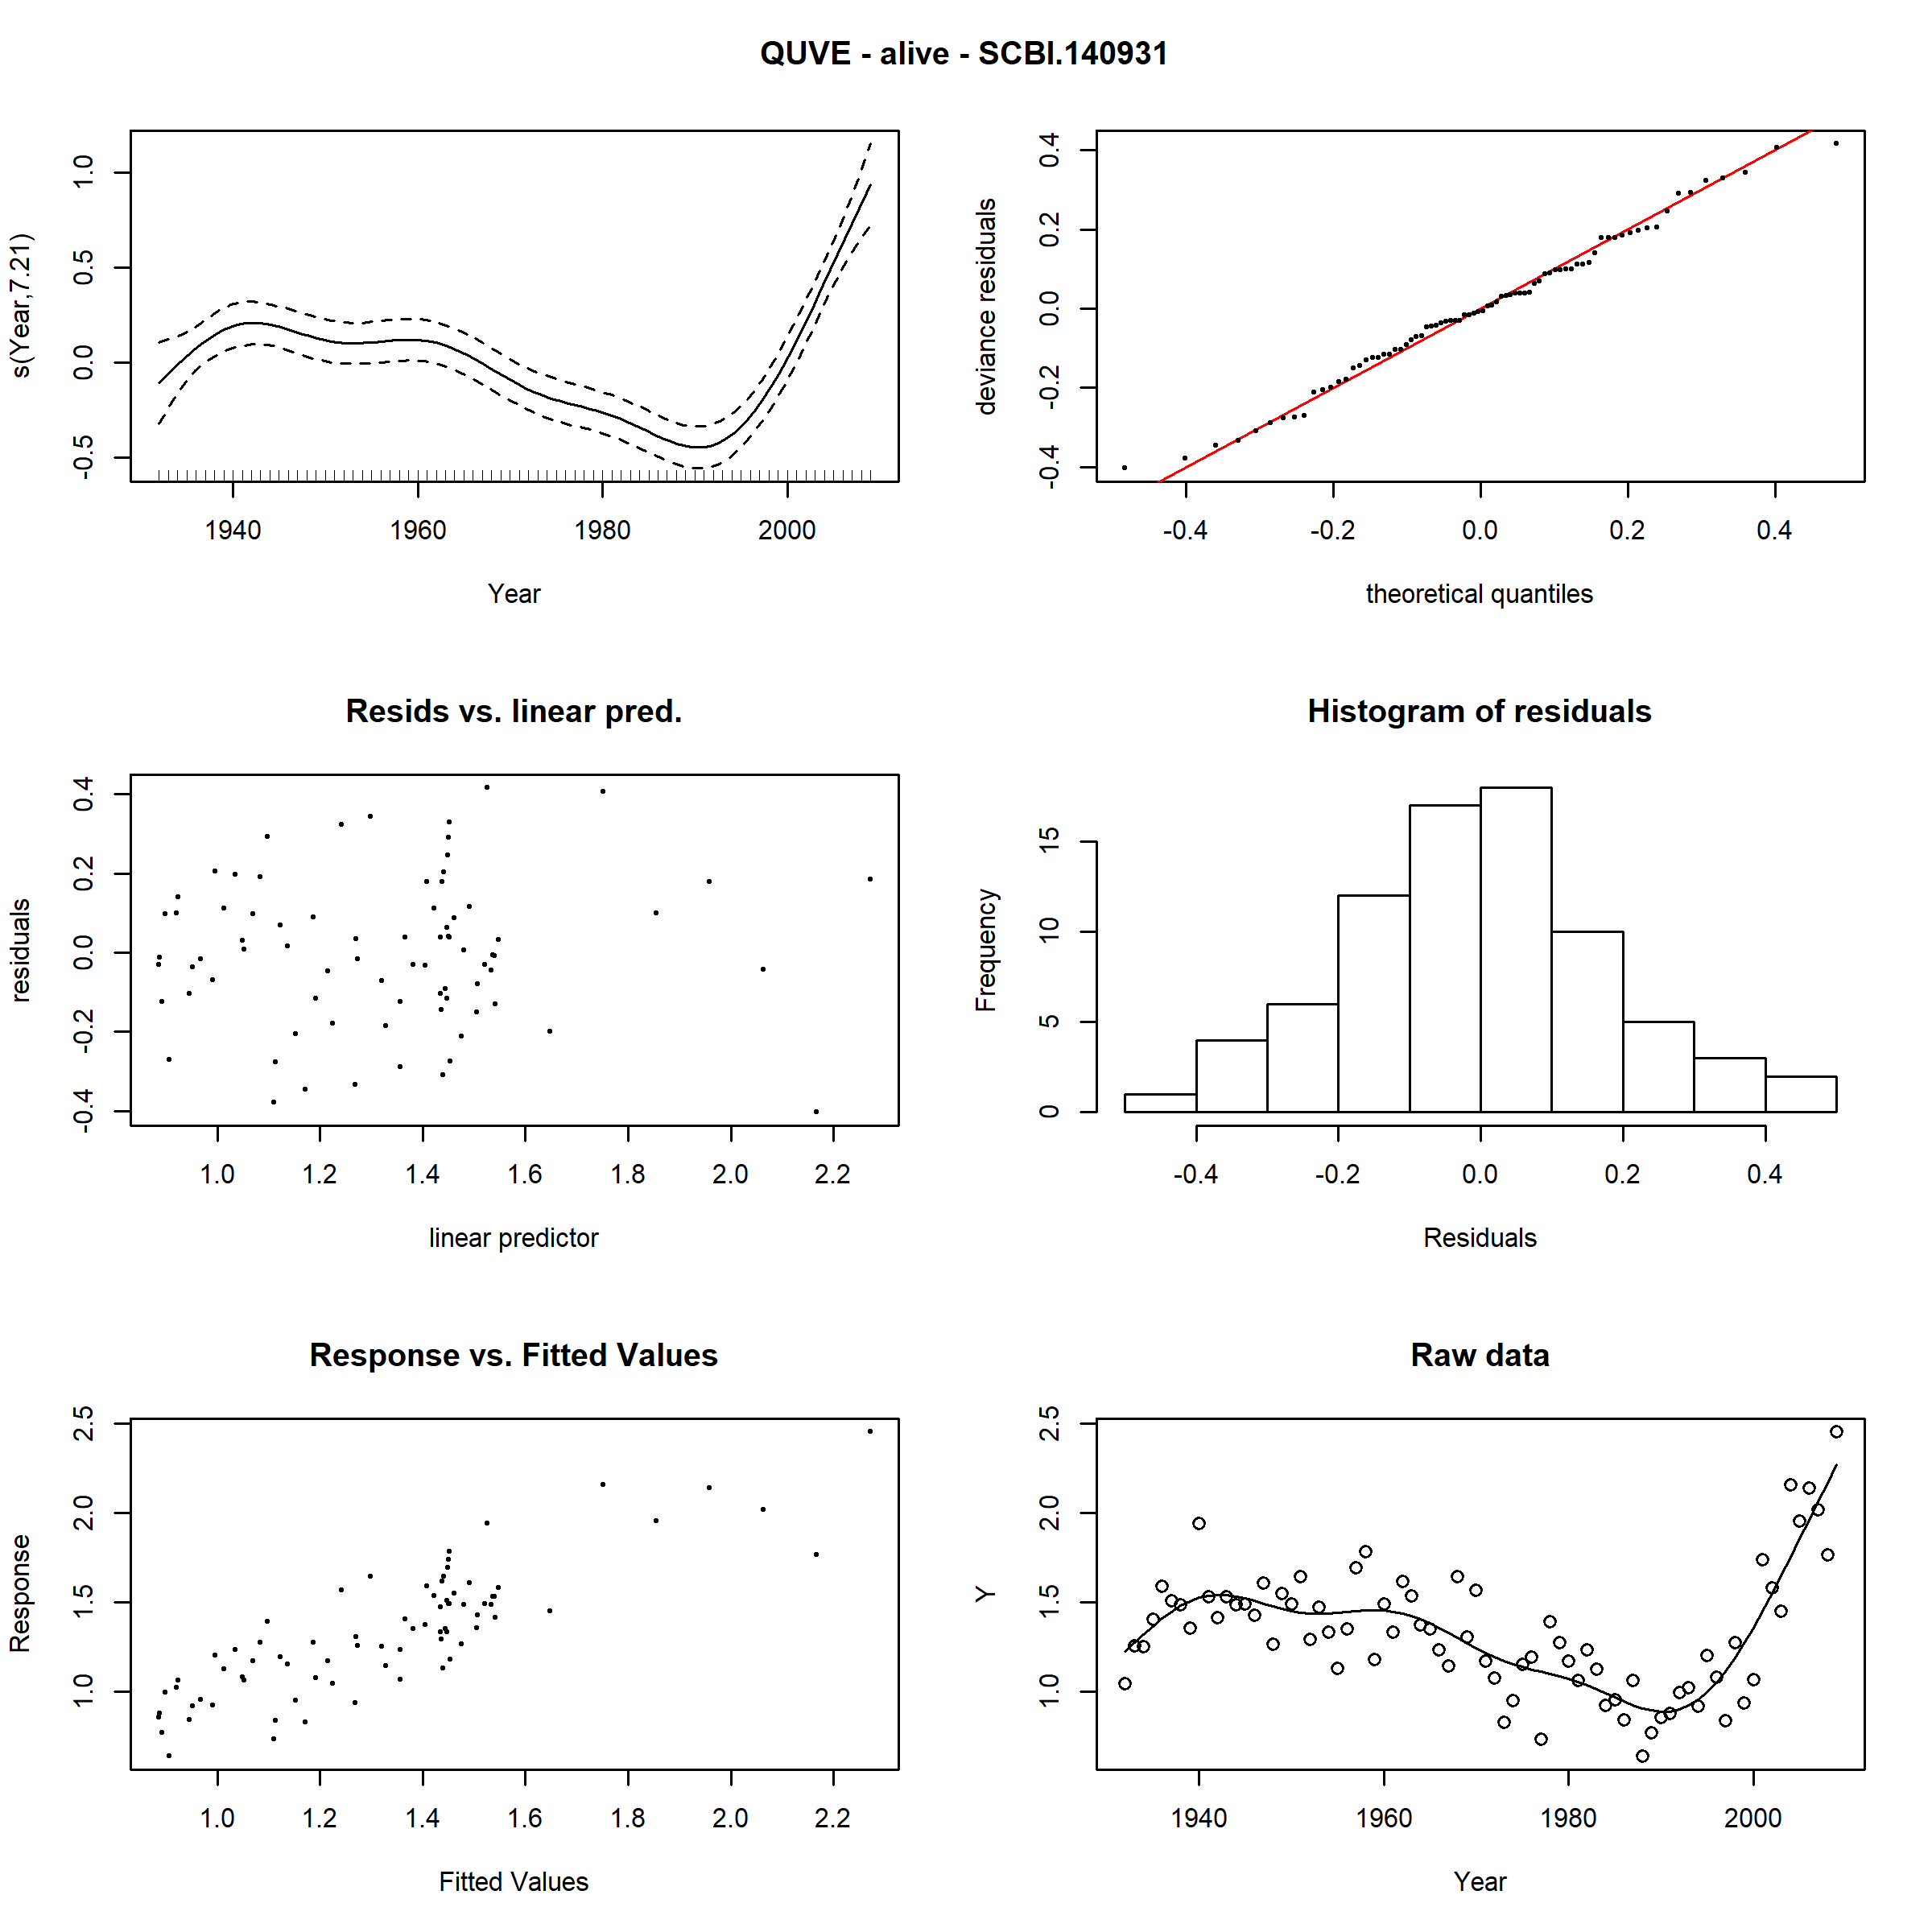 QUVE - alive - SCBI.140931
s(Year,7.21)
-0.5 0.0 0.5 1.0
1940 1960 1980 2000
Year
deviance residuals
-0.4 -0.2 0.0 0.2 0.4
-0.4 -0.2 0.0 0.2 0.4
theoretical quantiles
Resids vs. linear pred.
residuals
-0.4 -0.2 0.0 0.2 0.4
1.0 1.2 1.4 1.6 1.8 2.0 2.2
linear predictor
Histogram of residuals
Frequency
0 5 10 15
-0.4 -0.2 0.0 0.2 0.4
Residuals
Response vs. Fitted Values
Response
1.0 1.5 2.0 2.5
1.0 1.2 1.4 1.6 1.8 2.0 2.2
Fitted Values
Raw data
Y
1.0 1.5 2.0 2.5
1940 1960 1980 2000
Year